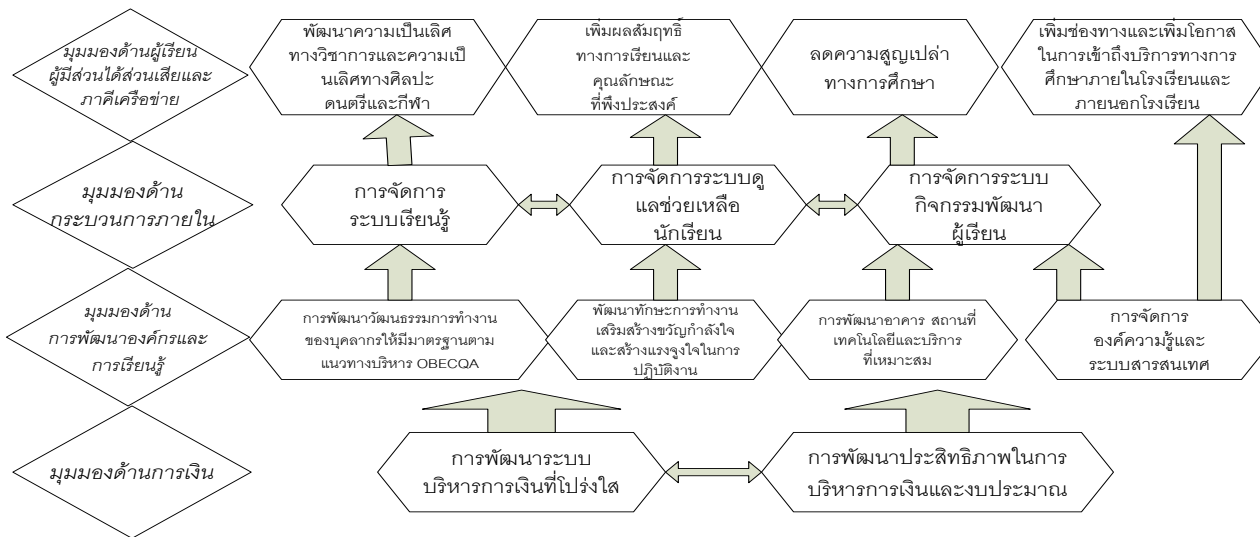 มุมมองด้านผู้เรียน
ผู้มีส่วนได้ส่วนเสียและ
ภาคีเครือข่าย
พัฒนาความเป็นเลิศ
ทางวิชาการและความเป็
นเลิศทางศิลปะ
ดนตรีและกีฬา
เพิ่มผลสัมฤทธิ์
ทางการเรียนและ
คุณลักษณะ
ที่พึงประสงค์
ลดความสูญเปล่า
ทางการศึกษา
เพิ่มช่องทางและเพิ่มโอกาส
ในการเข้าถึงบริการทางการ
ศึกษาภายในโรงเรียนและ
ภายนอกโรงเรียน
มุมมองด้าน
กระบวนการภายใน
การจัดการ
ระบบเรียนรู้
การจัดการระบบดู
แลช่วยเหลือ
นักเรียน
การจัดการระบบ
กิจกรรมพัฒนา
ผู้เรียน
มุมมองด้าน
การพัฒนาองค์กรและ
การเรียนรู้
การพัฒนาวัฒนธรรมการทำงาน
ของบุคลากรให้มีมาตรฐานตาม
แนวทางบริหาร OBECQA
พัฒนาทักษะการทำงาน
เสริมสร้างขวัญกำลังใจ
และสร้างแรงจูงใจในการ
ปฏิบัติงาน
การพัฒนาอาคาร สถานที่
เทคโนโลยีและบริการ
ที่เหมาะสม
การจัดการ
องค์ความรู้และ
ระบบสารสนเทศ
มุมมองด้านการเงิน
การพัฒนาระบบ
บริหารการเงินที่โปร่งใส
การพัฒนาประสิทธิภาพในการ
บริหารการเงินและงบประมาณ